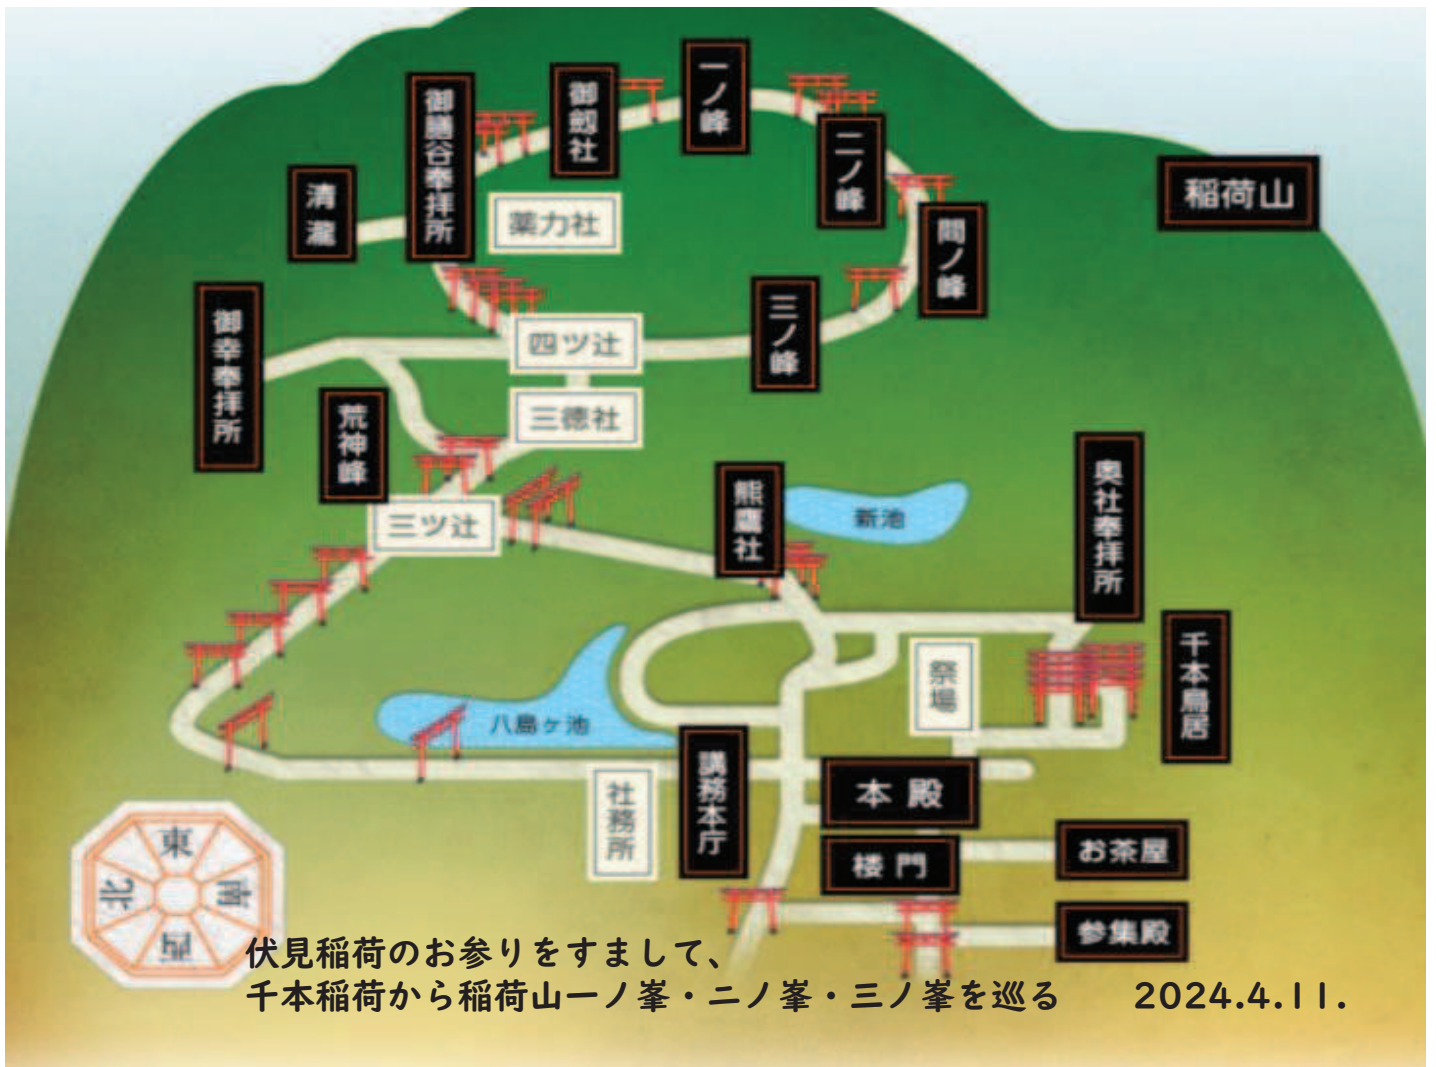 一ノ峰
御劔社
御膳谷奉拝所
二ノ峰
稲荷山
清瀧
薬力社
間ノ峰
三ノ峰
御幸奉拝所
四ツ辻
三徳社
荒神峰
奥社奉拝所
熊鷹社
新池
三ツ辻
千本鳥居
祭場
八島ヶ池
講務本庁
本殿
社務所
お茶屋
楼門
参集殿
東
北
南
西
伏見稲荷のお参りをすまして、
千本稲荷から稲荷山一ノ峯・二ノ峯・三ノ峯を巡る 2024.4.11.